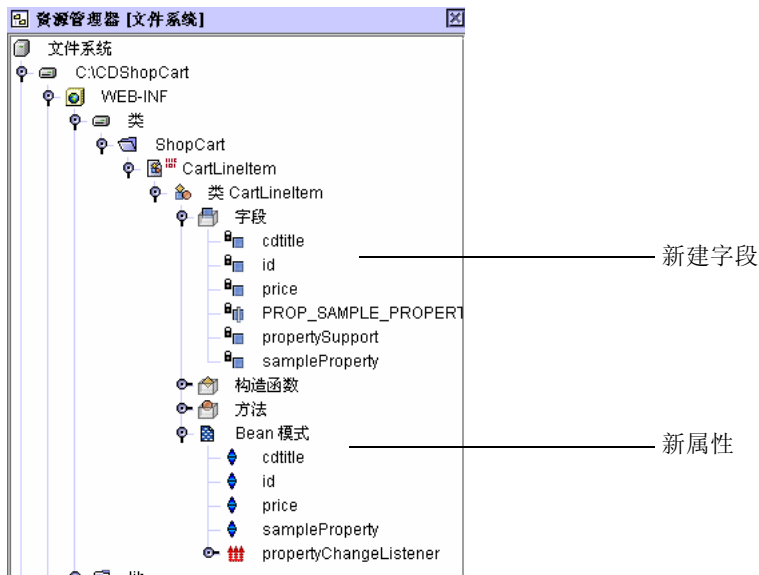 资源管理器 [文件系统]
文件系统
C:\CDShopCart
WEB-INF
类
ShopCart
CartLineItem
类 CartLineItem
字段
cdtitle
id
新建字段
price
PROP_SAMPLE_PROPERT
propertySupport
sampleProperty
构造函数
方法
Bean 模式
新属性
cdtitle
id
price
sampleProperty
propertyChangeListener